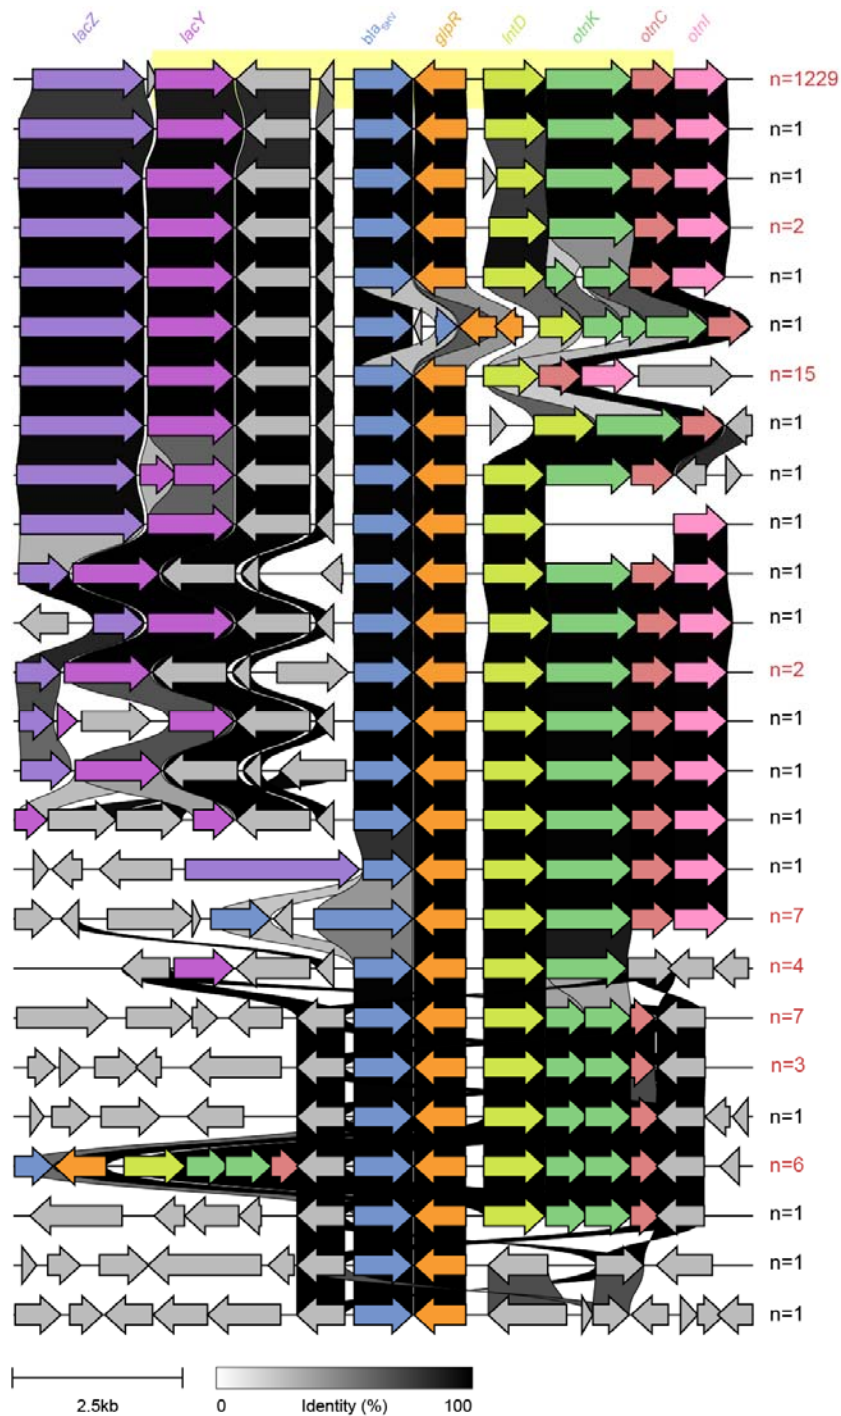 lacZ lacY blaSHV glpR lntD otnK otnC otnI
n=1229
n=1
n=1
n=2
n=1
n=1
n=15
n=1
n=1
n=1
n=1
n=1
n=2
n=1
n=1
n=1
n=1
n=7
n=4
n=7
n=3
n=1
n=6
n=1
n=1
n=1
2.5kb
0 Identity (%) 100